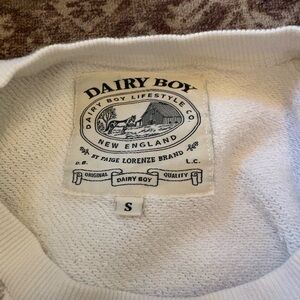 DAIRY BOY
DAIRY BOY LIFESTYLE CO
NEW ENGLAND
BY PAIGE LORENZE BRAND
D.B. L.C.
ORIGINAL DAIRY BOY QUALITY
S